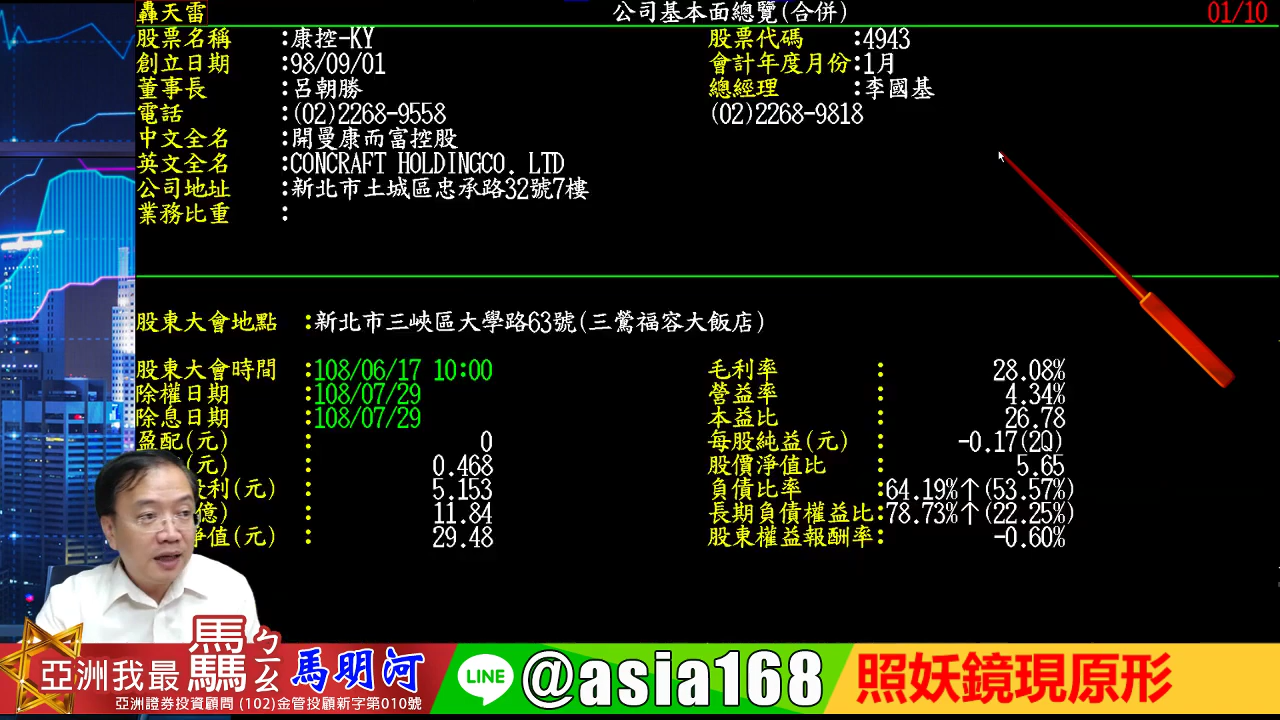 轟天雷 公司基本面總覽(合併) 01/10
股票名稱 :康控-KY 股票代碼 :4943
創立日期 :98/09/01 會計年度月份:1月
董事長 :呂朝勝 總經理 :李國基
電話 :(02)2268-9558 (02)2268-9818
中文全名 :開曼康而富控股
英文全名 :CONCRAFT HOLDINGCO. LTD
公司地址 :新北市土城區忠承路32號7樓
業務比重 :
股東大會地點 :新北市三峽區大學路63號(三鶯福容大飯店)
股東大會時間 :108/06/17 10:00 毛利率 : 28.08%
除權日期 :108/07/29 營益率 : 4.34%
除息日期 :108/07/29 本益比 : 26.78
盈配(元) : 0 每股純益(元) : -0.17(2Q)
(元) : 0.468 股價淨值比 : 5.65
利(元) : 5.153 負債比率 :64.19%↑(53.57%)
億) : 11.84 長期負債權益比:78.73%↑(22.25%)
淨值(元) : 29.48 股東權益報酬率: -0.60%
亞洲我最驫ㄅㄧㄠ 馬明河 LINE @asia168 照妖鏡現原形
亞洲證券投資顧問 (102)金管投顧新字第010號